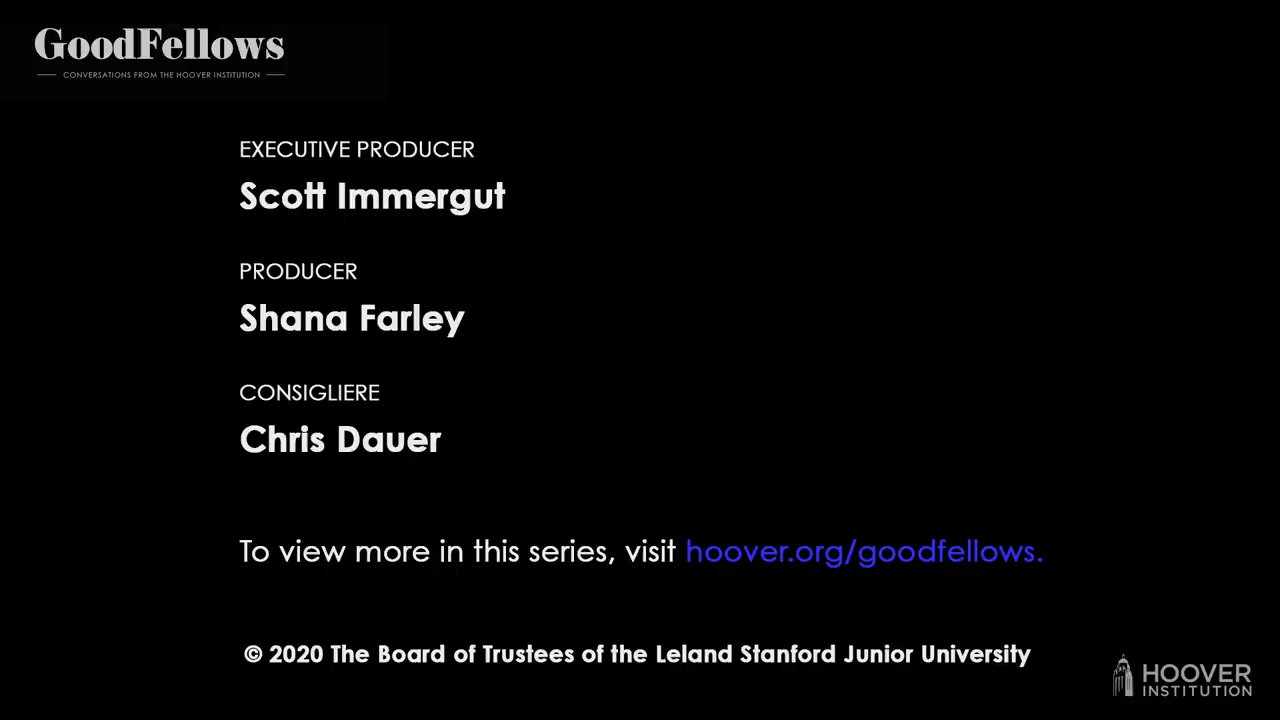 GoodFellows
CONVERSATIONS FROM THE HOOVER INSTITUTION
EXECUTIVE PRODUCER
Scott Immergut
PRODUCER
Shana Farley
CONSIGLIERE
Chris Dauer
To view more in this series, visit hoover.org/goodfellows.
© 2020 The Board of Trustees of the Leland Stanford Junior University
HOOVER
INSTITUTION